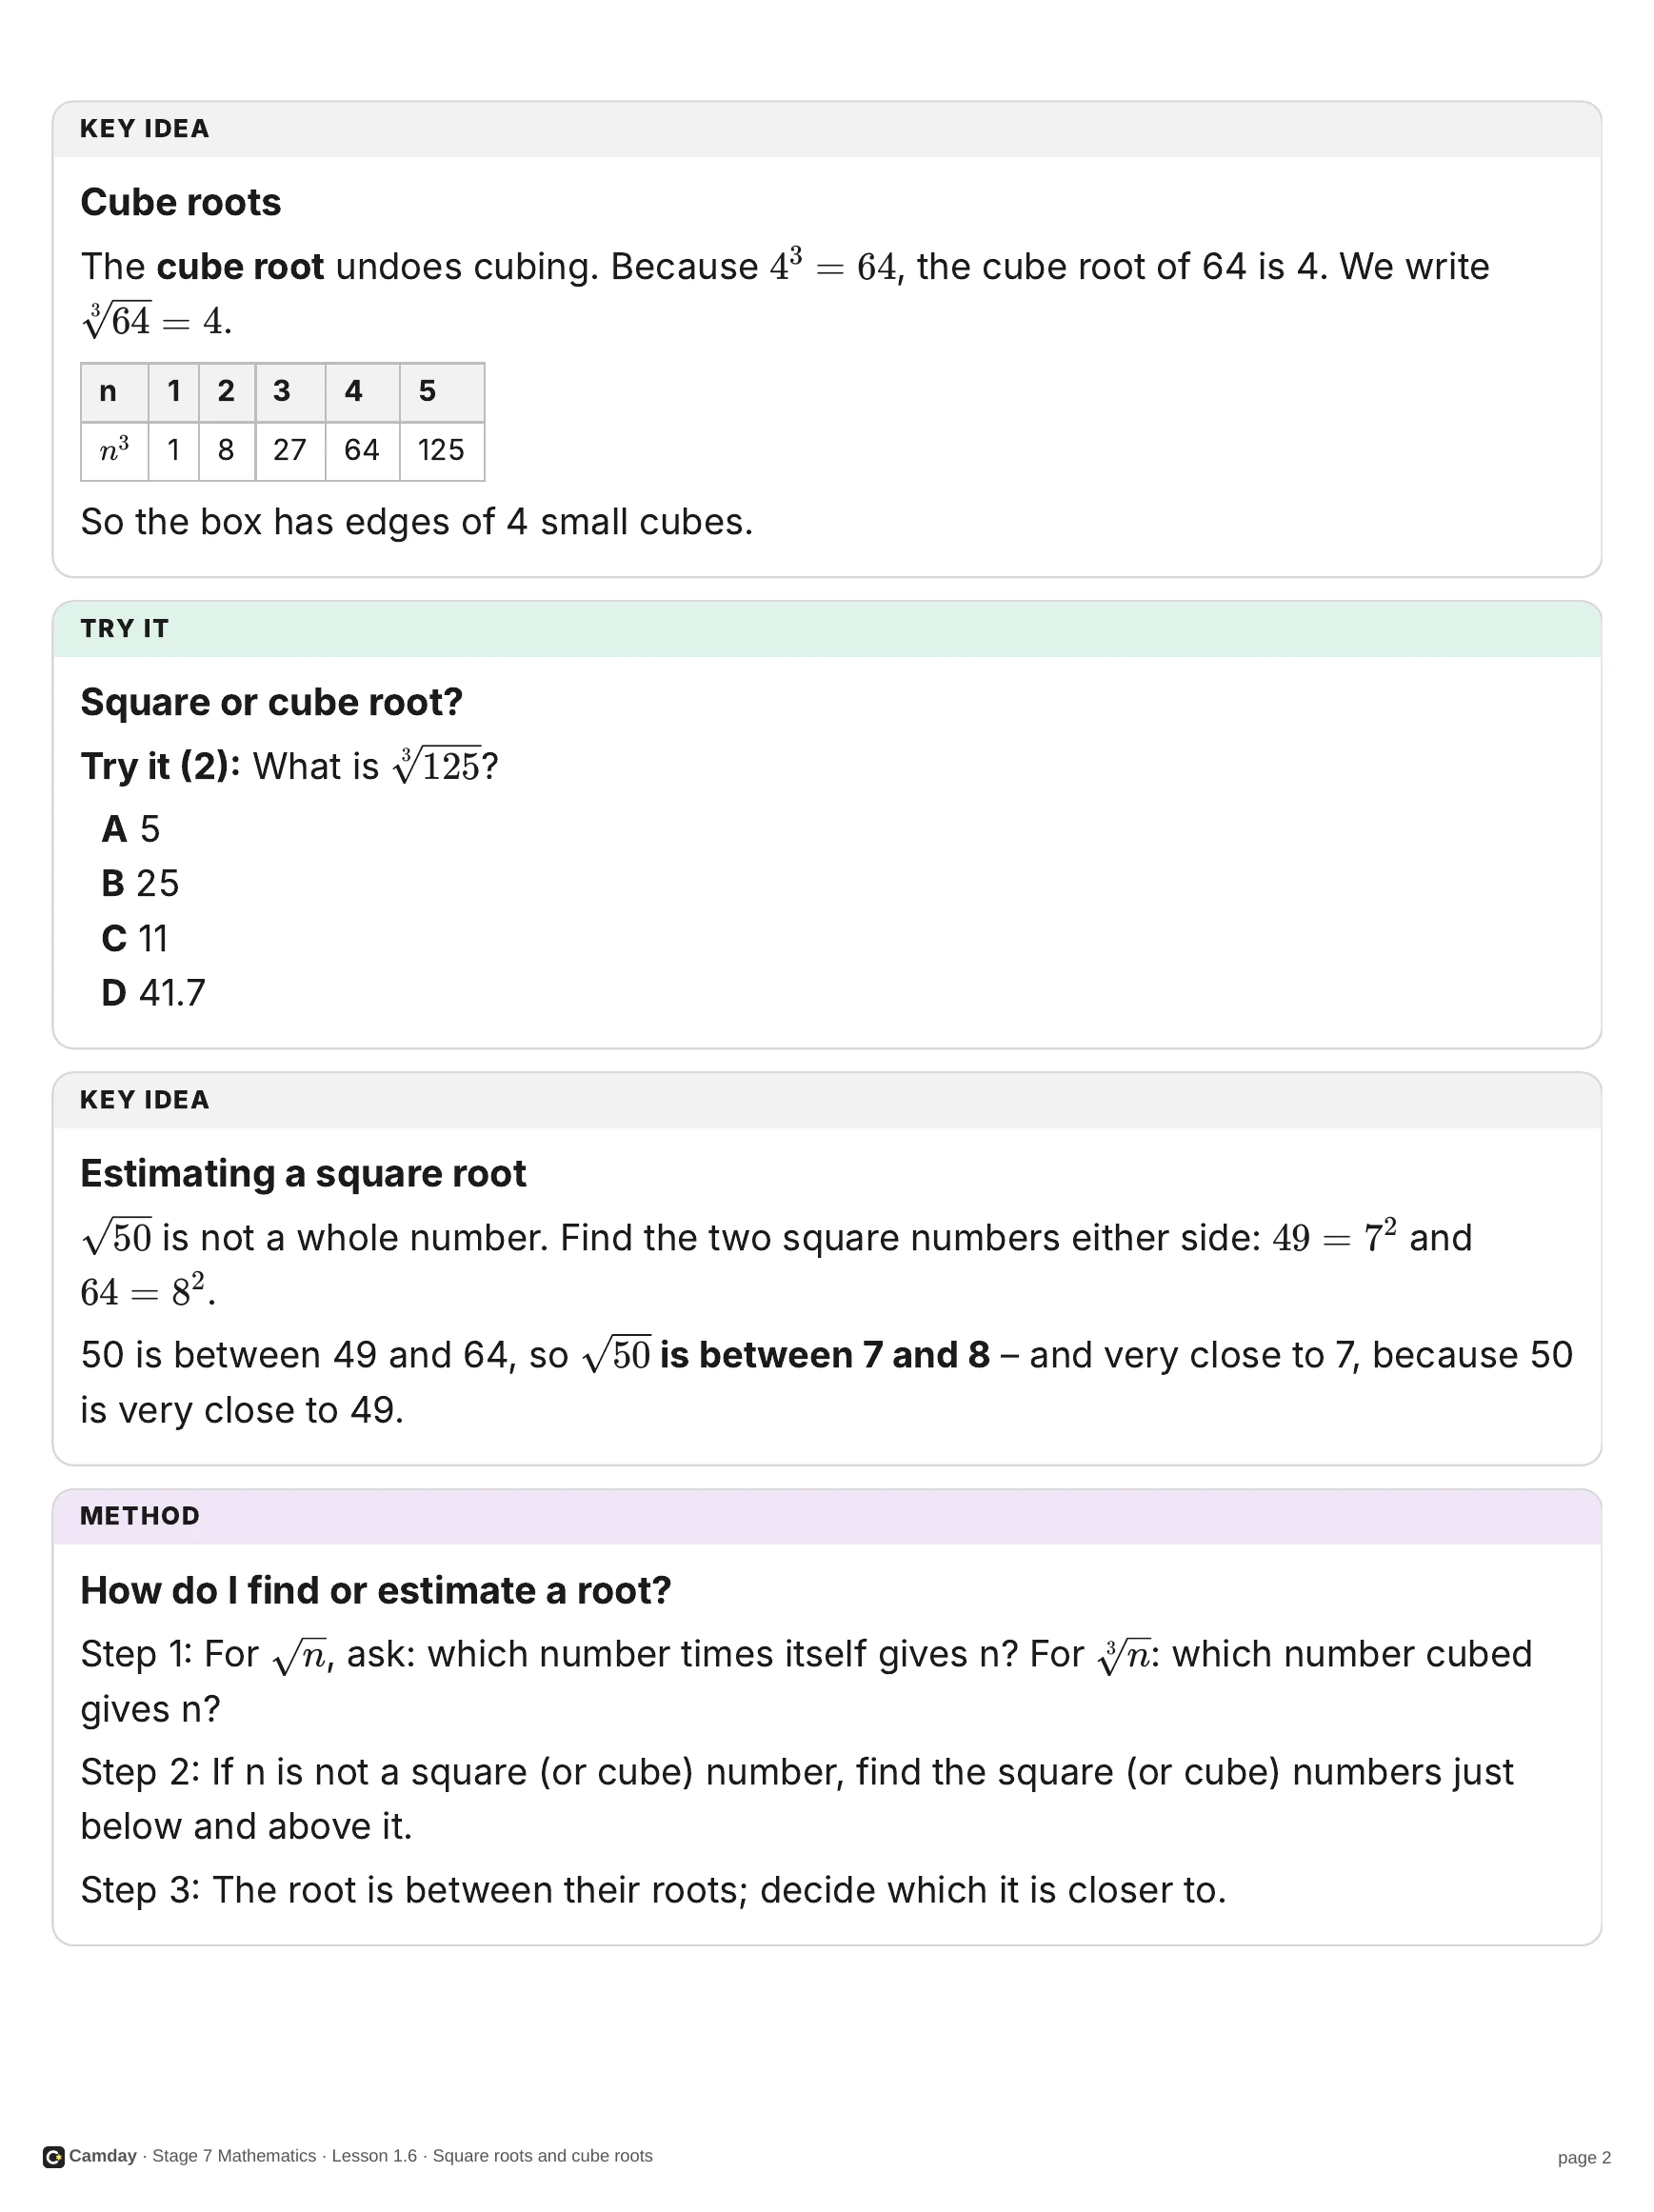 KEY IDEA
Cube roots
The cube root undoes cubing. Because 4³ = 64, the cube root of 64 is 4. We write
∛64 = 4.
n 1 2 3 4 5
n³ 1 8 27 64 125
So the box has edges of 4 small cubes.
TRY IT
Square or cube root?
Try it (2): What is ∛125?
A 5
B 25
C 11
D 41.7
KEY IDEA
Estimating a square root
√50 is not a whole number. Find the two square numbers either side: 49 = 7² and
64 = 8².
50 is between 49 and 64, so √50 is between 7 and 8 – and very close to 7, because 50
is very close to 49.
METHOD
How do I find or estimate a root?
Step 1: For √n, ask: which number times itself gives n? For ∛n: which number cubed
gives n?
Step 2: If n is not a square (or cube) number, find the square (or cube) numbers just
below and above it.
Step 3: The root is between their roots; decide which it is closer to.
Camday · Stage 7 Mathematics · Lesson 1.6 · Square roots and cube roots
page 2